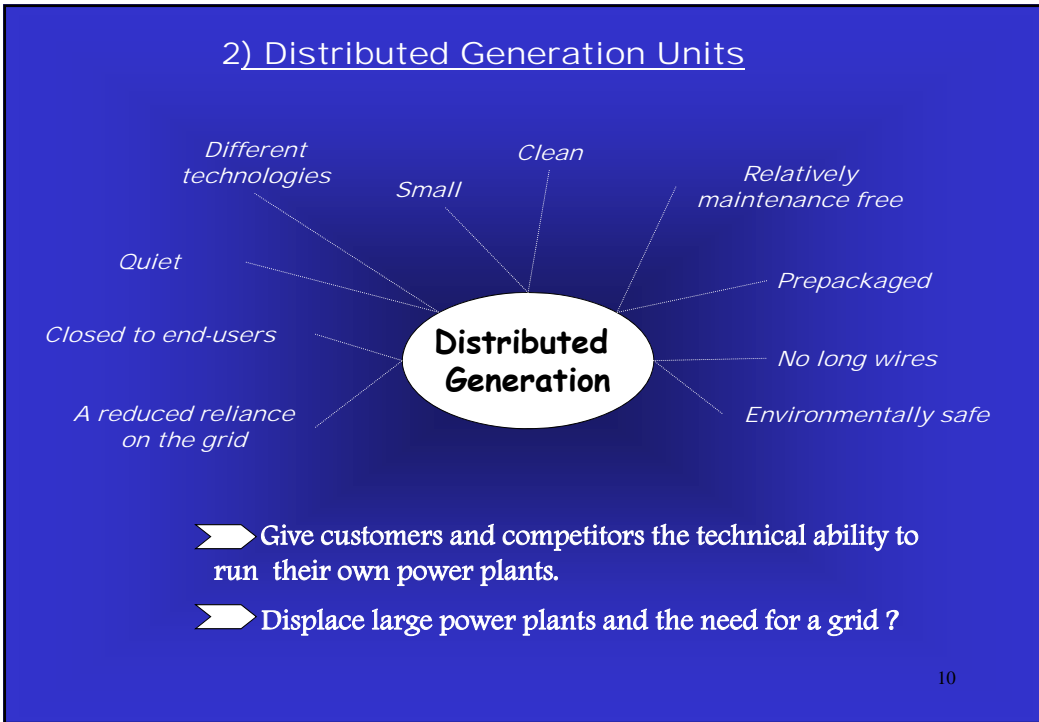 2) Distributed Generation Units
Different
technologies
Small
Clean
Relatively
maintenance free
Quiet
Prepackaged
Closed to end-users
Distributed
Generation
No long wires
A reduced reliance
on the grid
Environmentally safe
Give customers and competitors the technical ability to
run their own power plants.
Displace large power plants and the need for a grid ?
10